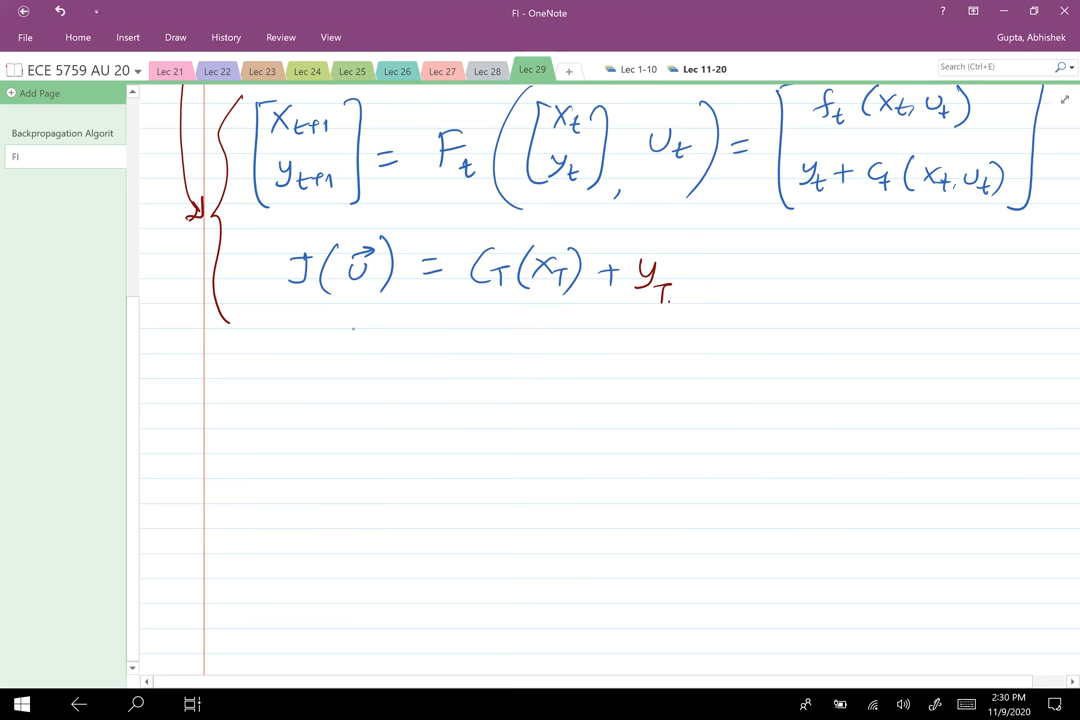 FI - OneNote
?
File Home Insert Draw History Review View
Gupta, Abhishek
ECE 5759 AU 20
Lec 21 Lec 22 Lec 23 Lec 24 Lec 25 Lec 26 Lec 27 Lec 28 Lec 29 + Lec 1-10 Lec 11-20
Search (Ctrl+E)
Add Page
Backpropagation Algorit
FI
[x_{t+1} y_{t+1}] = F_t ([x_t y_t], u_t) = [f_t (x_t, u_t) y_t + c_t (x_t, u_t)]
J(\vec{U}) = C_T(x_T) + y_T
2:30 PM
11/9/2020